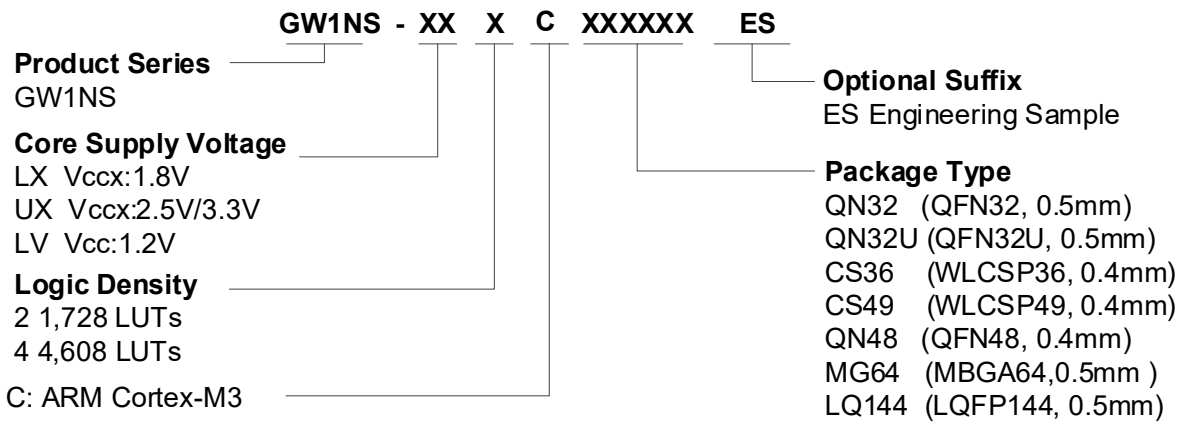 GW1NS - XX X C XXXXXX ES
Product Series
GW1NS
Core Supply Voltage
LX Vccx:1.8V
UX Vccx:2.5V/3.3V
LV Vcc:1.2V
Logic Density
2 1,728 LUTs
4 4,608 LUTs
C: ARM Cortex-M3
Optional Suffix
ES Engineering Sample
Package Type
QN32 (QFN32, 0.5mm)
QN32U (QFN32U, 0.5mm)
CS36 (WLCSP36, 0.4mm)
CS49 (WLCSP49, 0.4mm)
QN48 (QFN48, 0.4mm)
MG64 (MBGA64,0.5mm )
LQ144 (LQFP144, 0.5mm)